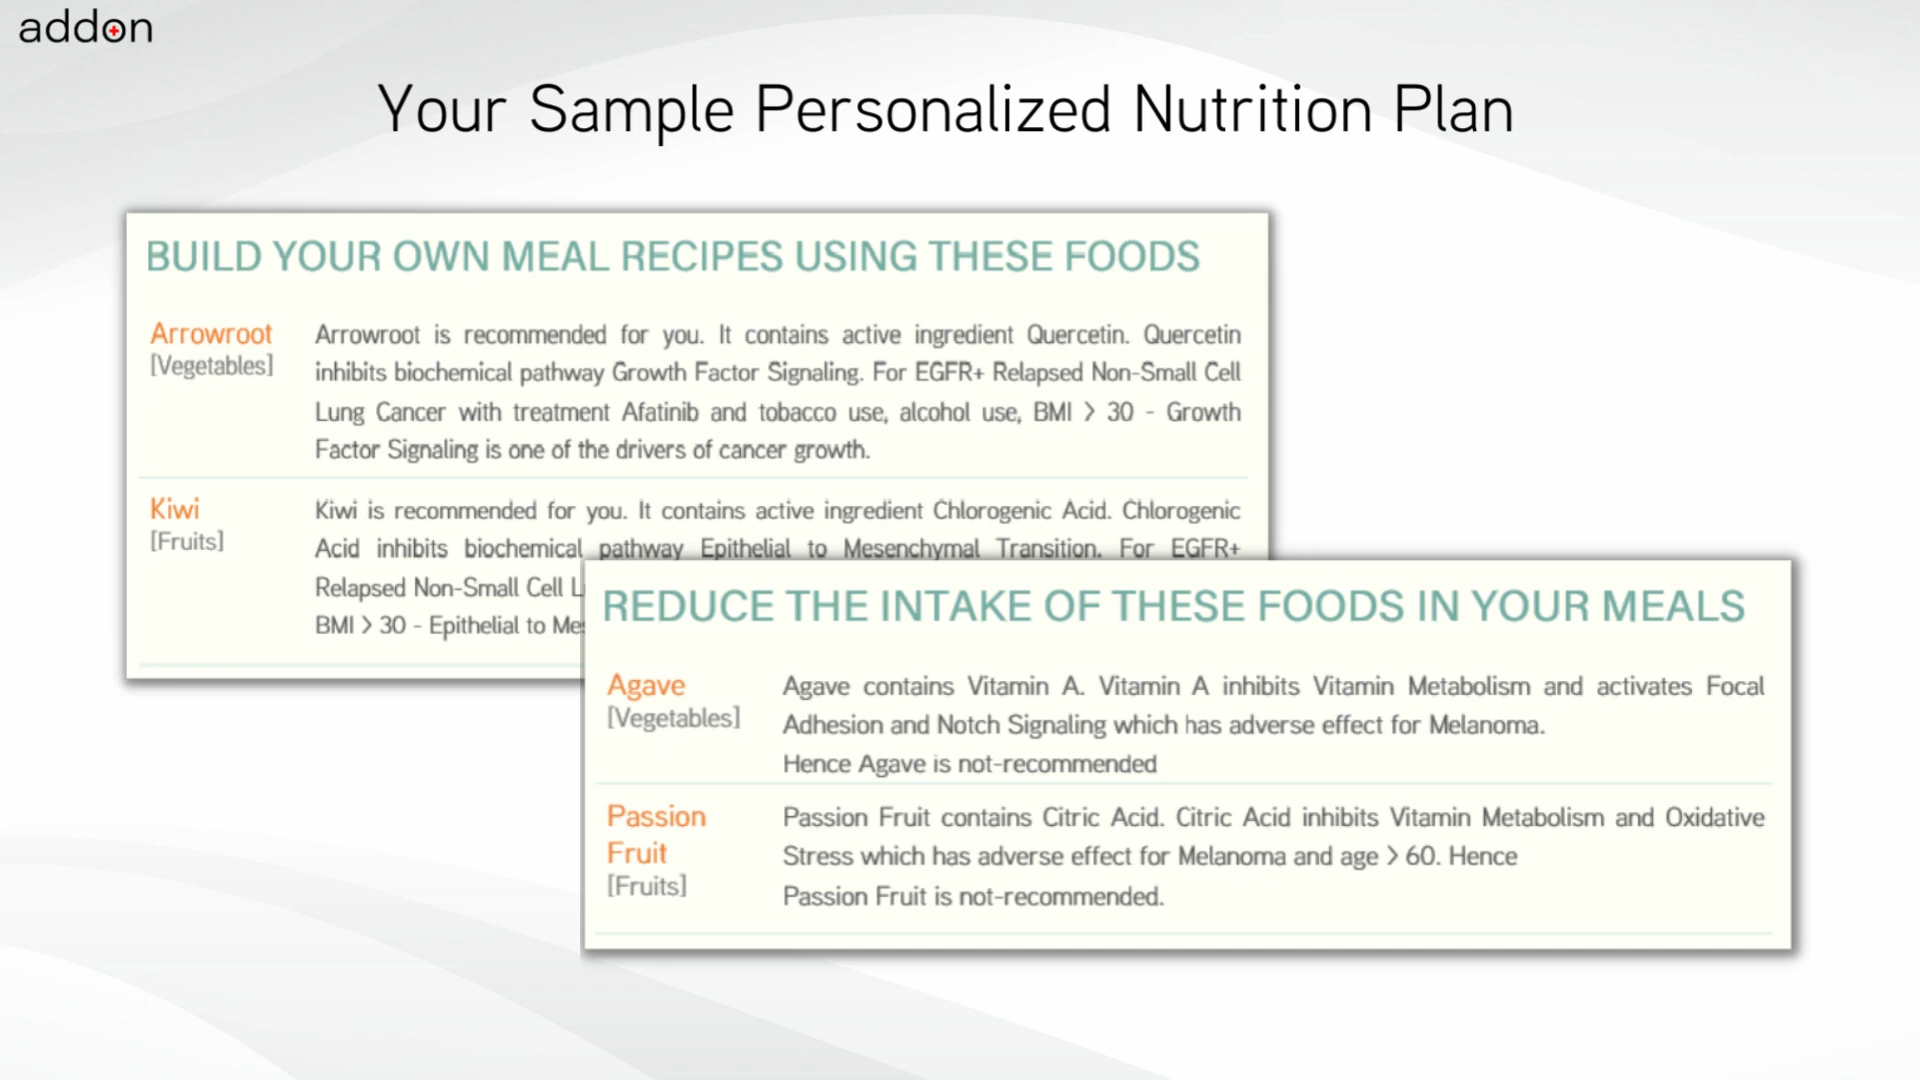 addon
Your Sample Personalized Nutrition Plan
BUILD YOUR OWN MEAL RECIPES USING THESE FOODS
Arrowroot
[Vegetables]
Arrowroot is recommended for you. It contains active ingredient Quercetin. Quercetin
inhibits biochemical pathway Growth Factor Signaling. For EGFR+ Relapsed Non-Small Cell
Lung Cancer with treatment Afatinib and tobacco use, alcohol use, BMI > 30 - Growth
Factor Signaling is one of the drivers of cancer growth.
Kiwi
[Fruits]
Kiwi is recommended for you. It contains active ingredient Chlorogenic Acid. Chlorogenic
Acid inhibits biochemical pathway Epithelial to Mesenchymal Transition. For EGFR+
Relapsed Non-Small Cell
BMI > 30 - Epithelial to
REDUCE THE INTAKE OF THESE FOODS IN YOUR MEALS
Agave
[Vegetables]
Agave contains Vitamin A. Vitamin A inhibits Vitamin Metabolism and activates Focal
Adhesion and Notch Signaling which has adverse effect for Melanoma.
Hence Agave is not-recommended
Passion
Fruit
[Fruits]
Passion Fruit contains Citric Acid. Citric Acid inhibits Vitamin Metabolism and Oxidative
Stress which has adverse effect for Melanoma and age > 60. Hence
Passion Fruit is not-recommended.